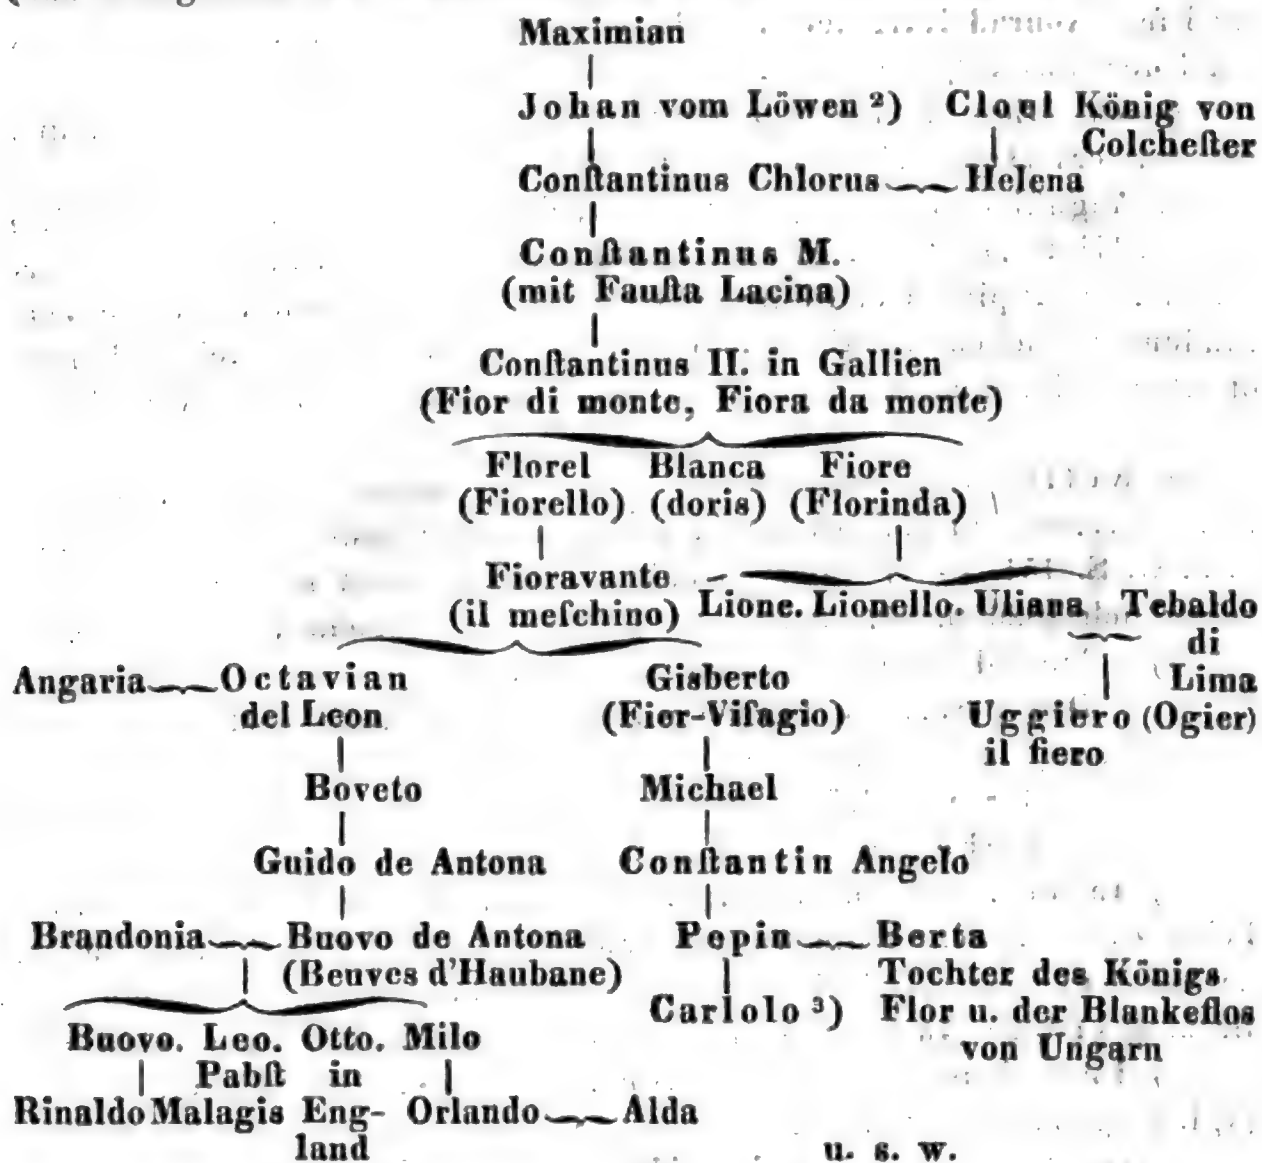 Maximian
Johan vom Löwen ²) Cloel König von
Colcheſter
Conſtantinus Chlorus Helena
Conſtantinus M.
(mit Fauſta Lacina)
Conſtantinus II. in Gallien
(Fior di monte, Fiora da monte)
Florel Blanca Fiore
(Fiorello) (doris) (Florinda)
Fioravante
(il meſchino) Lione. Lionello. Uliana Tebaldo
di
Angaria Octavian Gisberto Lima
del Leon (Fier-Viſagio) Uggiero (Ogier)
il fiero
Boveto Michael
Guido de Antona Conſtantin Angelo
Brandonia Buovo de Antona Pepin Berta
(Beuves d'Haubane) Tochter des Königs
Carlolo ³) Flor u. der Blankeflos
Buovo. Leo. Otto. Milo von Ungarn
Pabſt in
Rinaldo Malagis Eng- Orlando Alda
land
u. s. w.